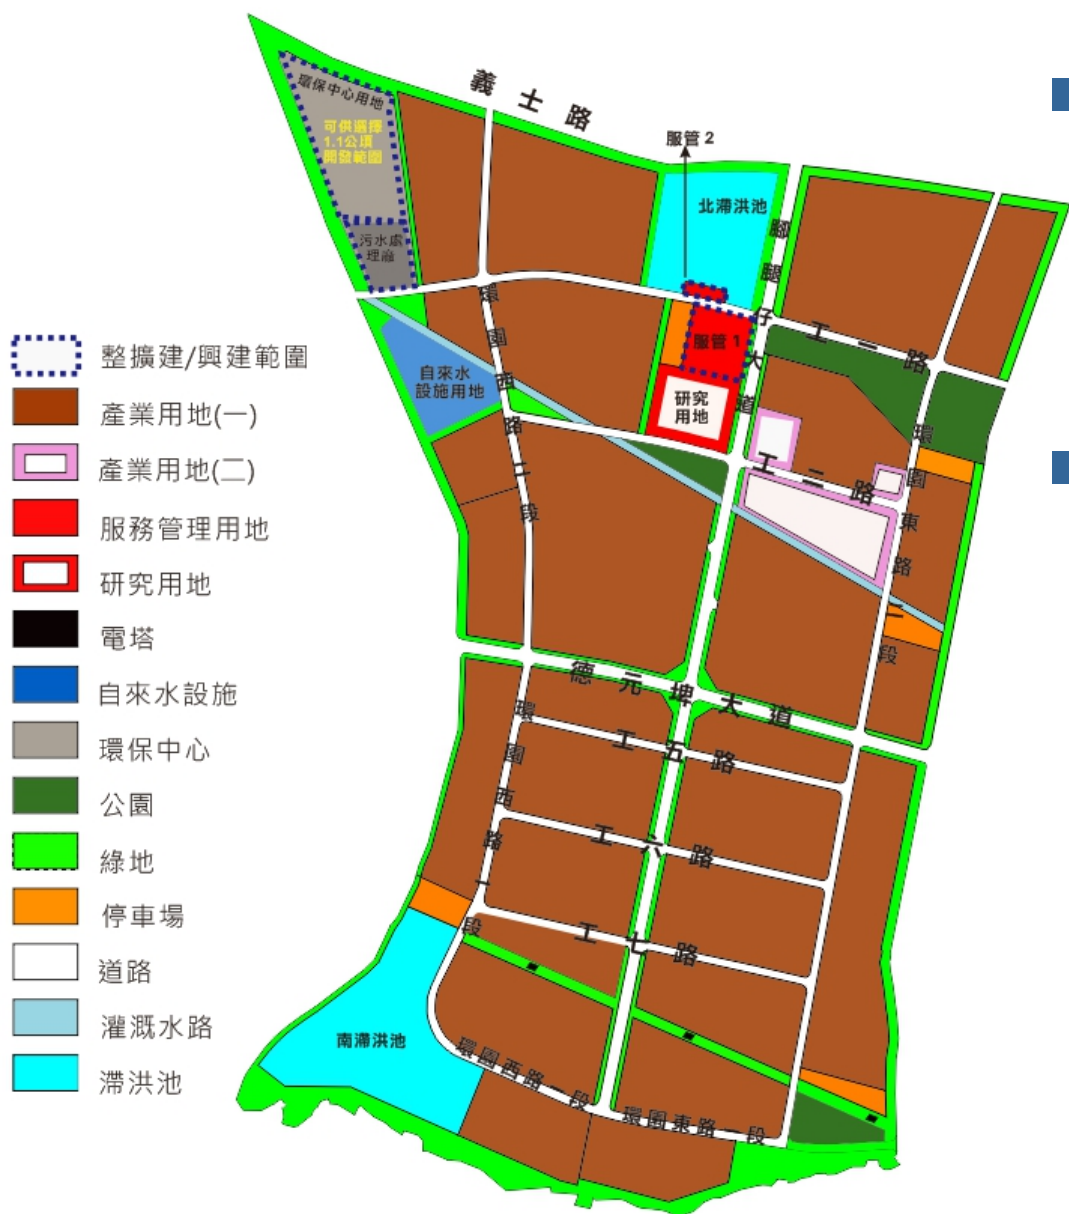 義士路
服管 2
環保中心用地
可供選擇
1.1公頃
開發範圍
污水處
理廠
北滯洪池
腳腿仔大道
工一路
服管 1
研究
用地
自來水
設施用地
環園西路二段
工二路
環園東路二段
德元埤大道
工五路
工六路
工七路
環園西路一段
南滯洪池
環園西路一段
環園東路一段
整擴建/興建範圍
產業用地(一)
產業用地(二)
服務管理用地
研究用地
電塔
自來水設施
環保中心
公園
綠地
停車場
道路
灌溉水路
滯洪池